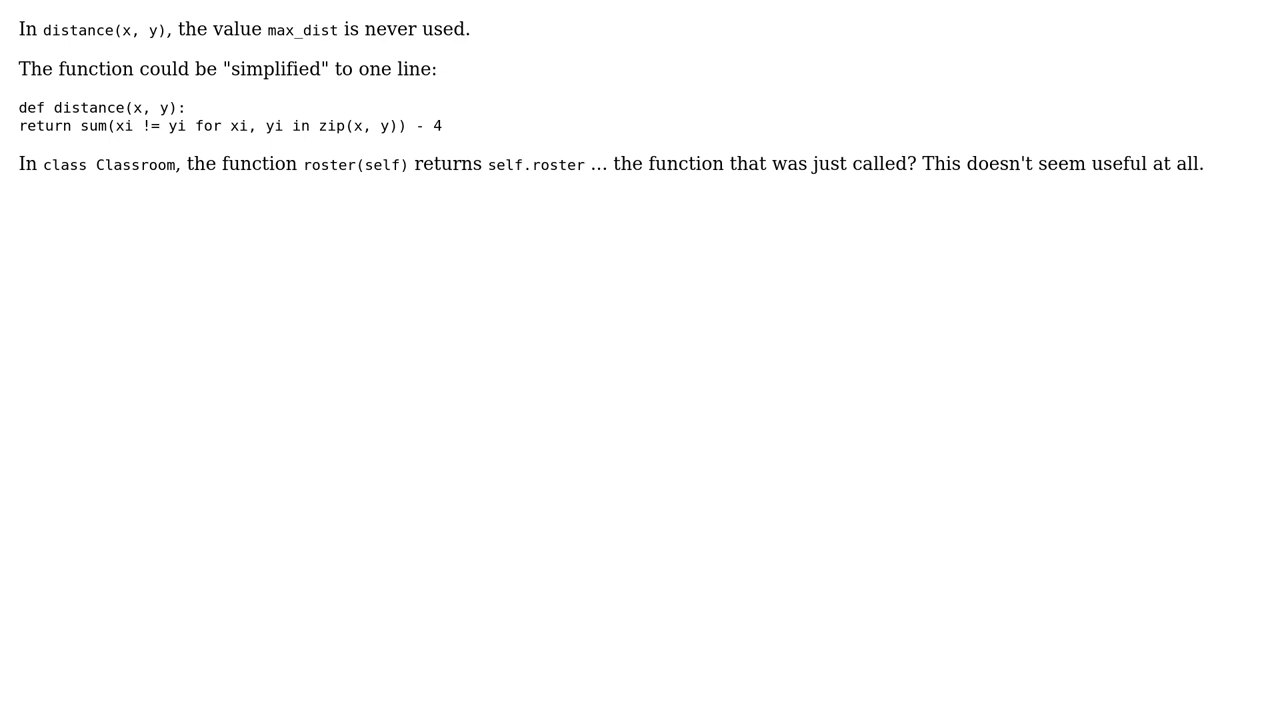 In distance(x, y), the value max_dist is never used.
The function could be "simplified" to one line:
def distance(x, y):
return sum(xi != yi for xi, yi in zip(x, y)) - 4
In class Classroom, the function roster(self) returns self.roster ... the function that was just called? This doesn't seem useful at all.